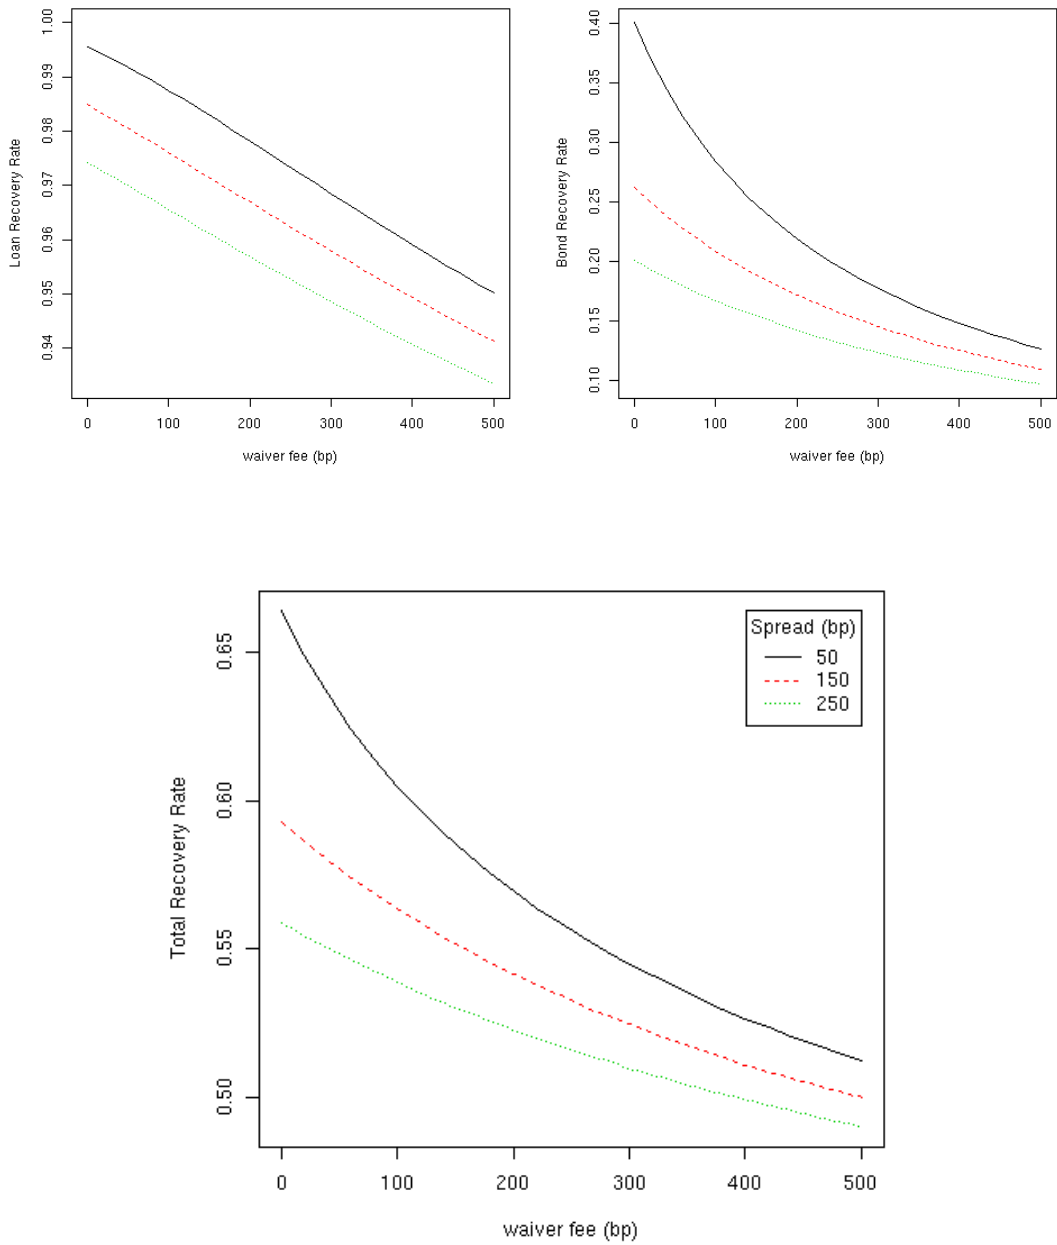 Loan Recovery Rate
1.00
0.99
0.98
0.97
0.96
0.95
0.94
0 100 200 300 400 500
waiver fee (bp)
Bond Recovery Rate
0.40
0.35
0.30
0.25
0.20
0.15
0.10
0 100 200 300 400 500
waiver fee (bp)
Total Recovery Rate
0.65
0.60
0.55
0.50
Spread (bp)
50
150
250
0 100 200 300 400 500
waiver fee (bp)